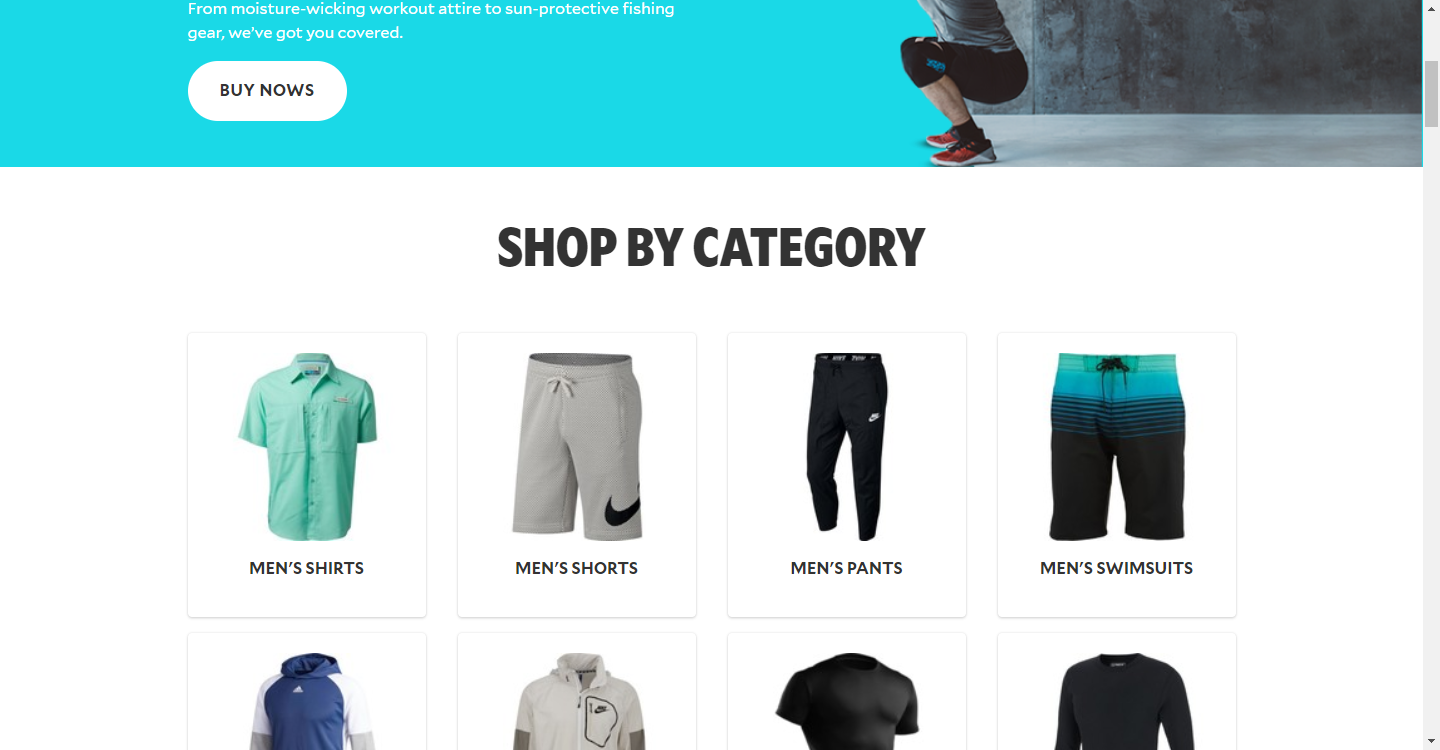 From moisture-wicking workout attire to sun-protective fishing
gear, we've got you covered.
BUY NOWS
SHOP BY CATEGORY
MEN'S SHIRTS
MEN'S SHORTS
MEN'S PANTS
MEN'S SWIMSUITS